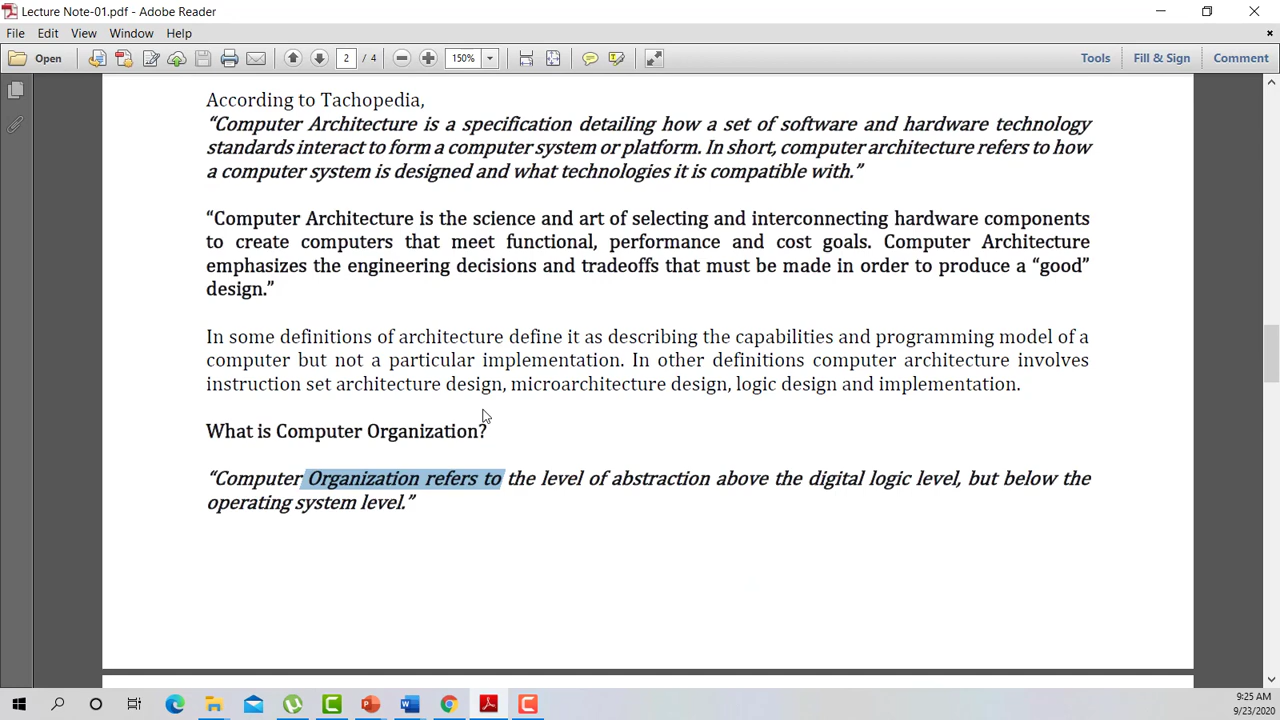 Lecture Note-01.pdf - Adobe Reader
File Edit View Window Help
Open 2 / 4 150% Tools Fill & Sign Comment
According to Tachopedia,
“Computer Architecture is a specification detailing how a set of software and hardware technology
standards interact to form a computer system or platform. In short, computer architecture refers to how
a computer system is designed and what technologies it is compatible with.”
“Computer Architecture is the science and art of selecting and interconnecting hardware components
to create computers that meet functional, performance and cost goals. Computer Architecture
emphasizes the engineering decisions and tradeoffs that must be made in order to produce a “good”
design.”
In some definitions of architecture define it as describing the capabilities and programming model of a
computer but not a particular implementation. In other definitions computer architecture involves
instruction set architecture design, microarchitecture design, logic design and implementation.
What is Computer Organization?
“Computer Organization refers to the level of abstraction above the digital logic level, but below the
operating system level.”
9:25 AM
9/23/2020